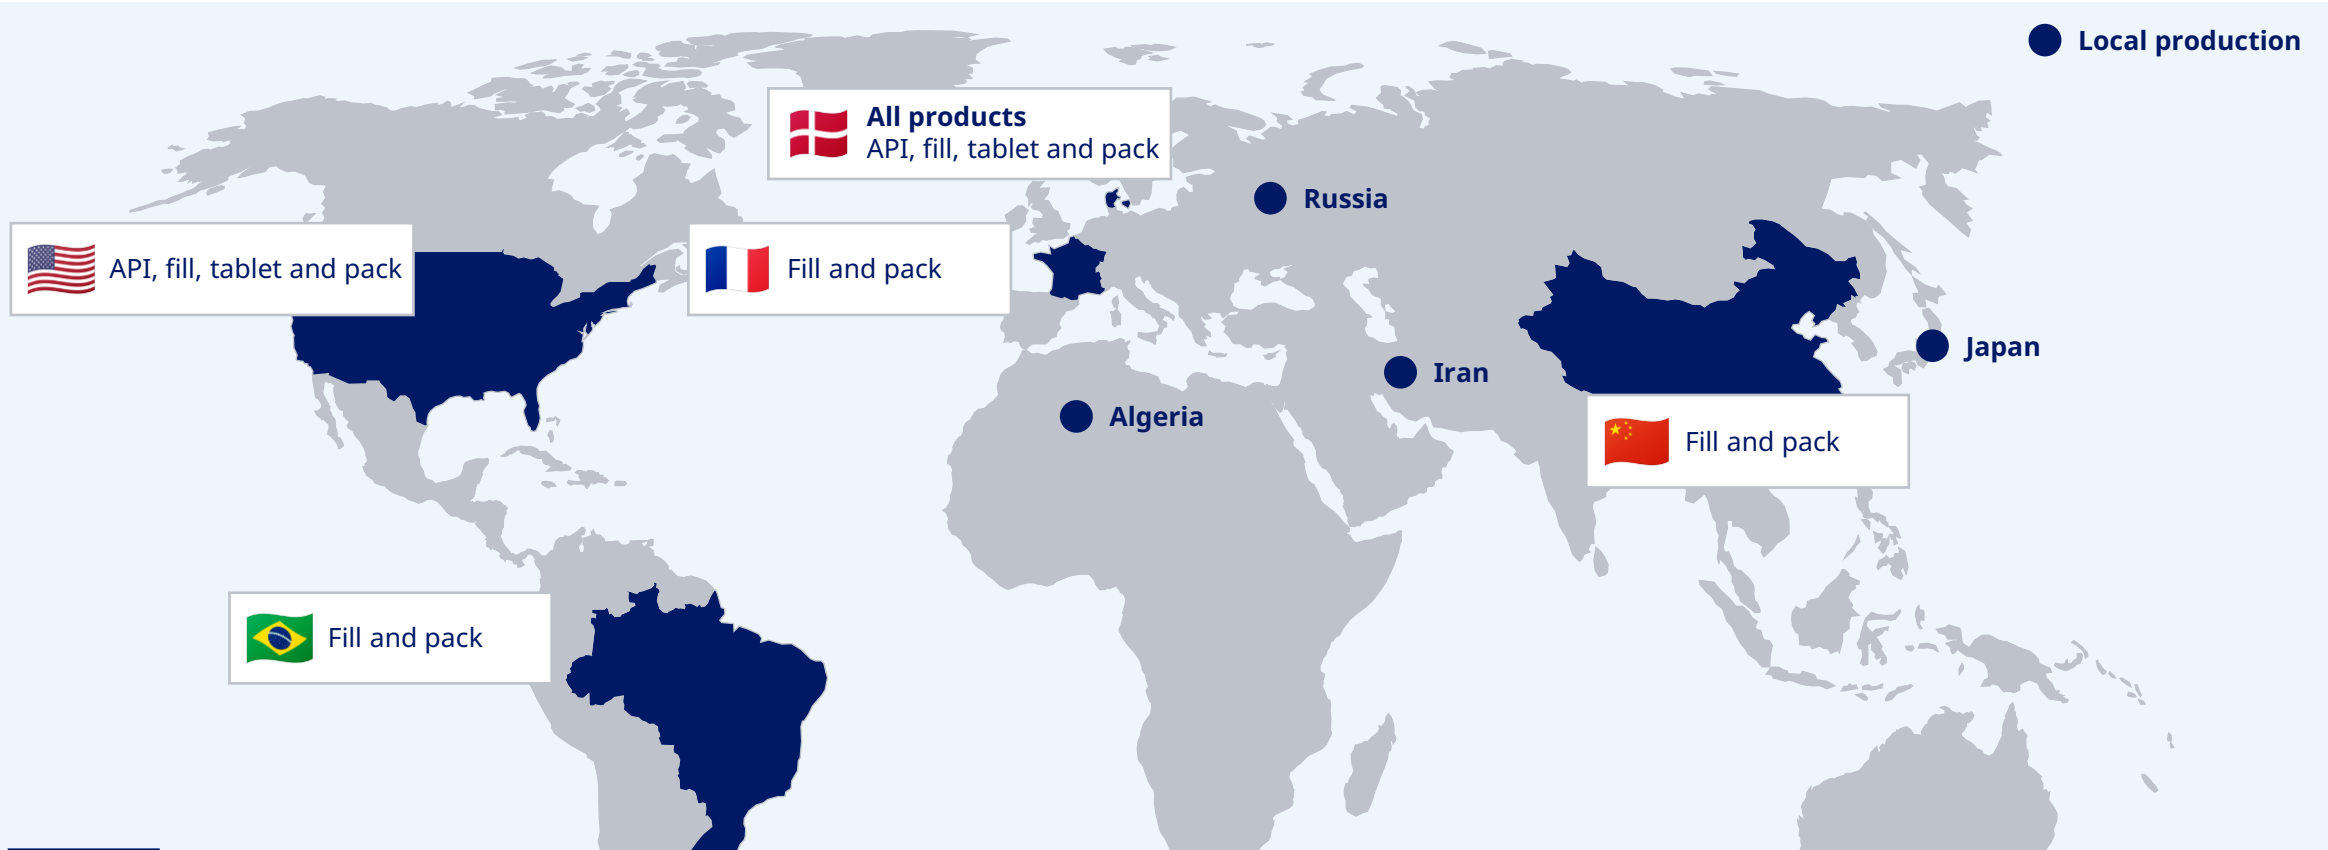 Local production
All products
API, fill, tablet and pack
Russia
API, fill, tablet and pack
Fill and pack
Japan
Iran
Algeria
Fill and pack
Fill and pack